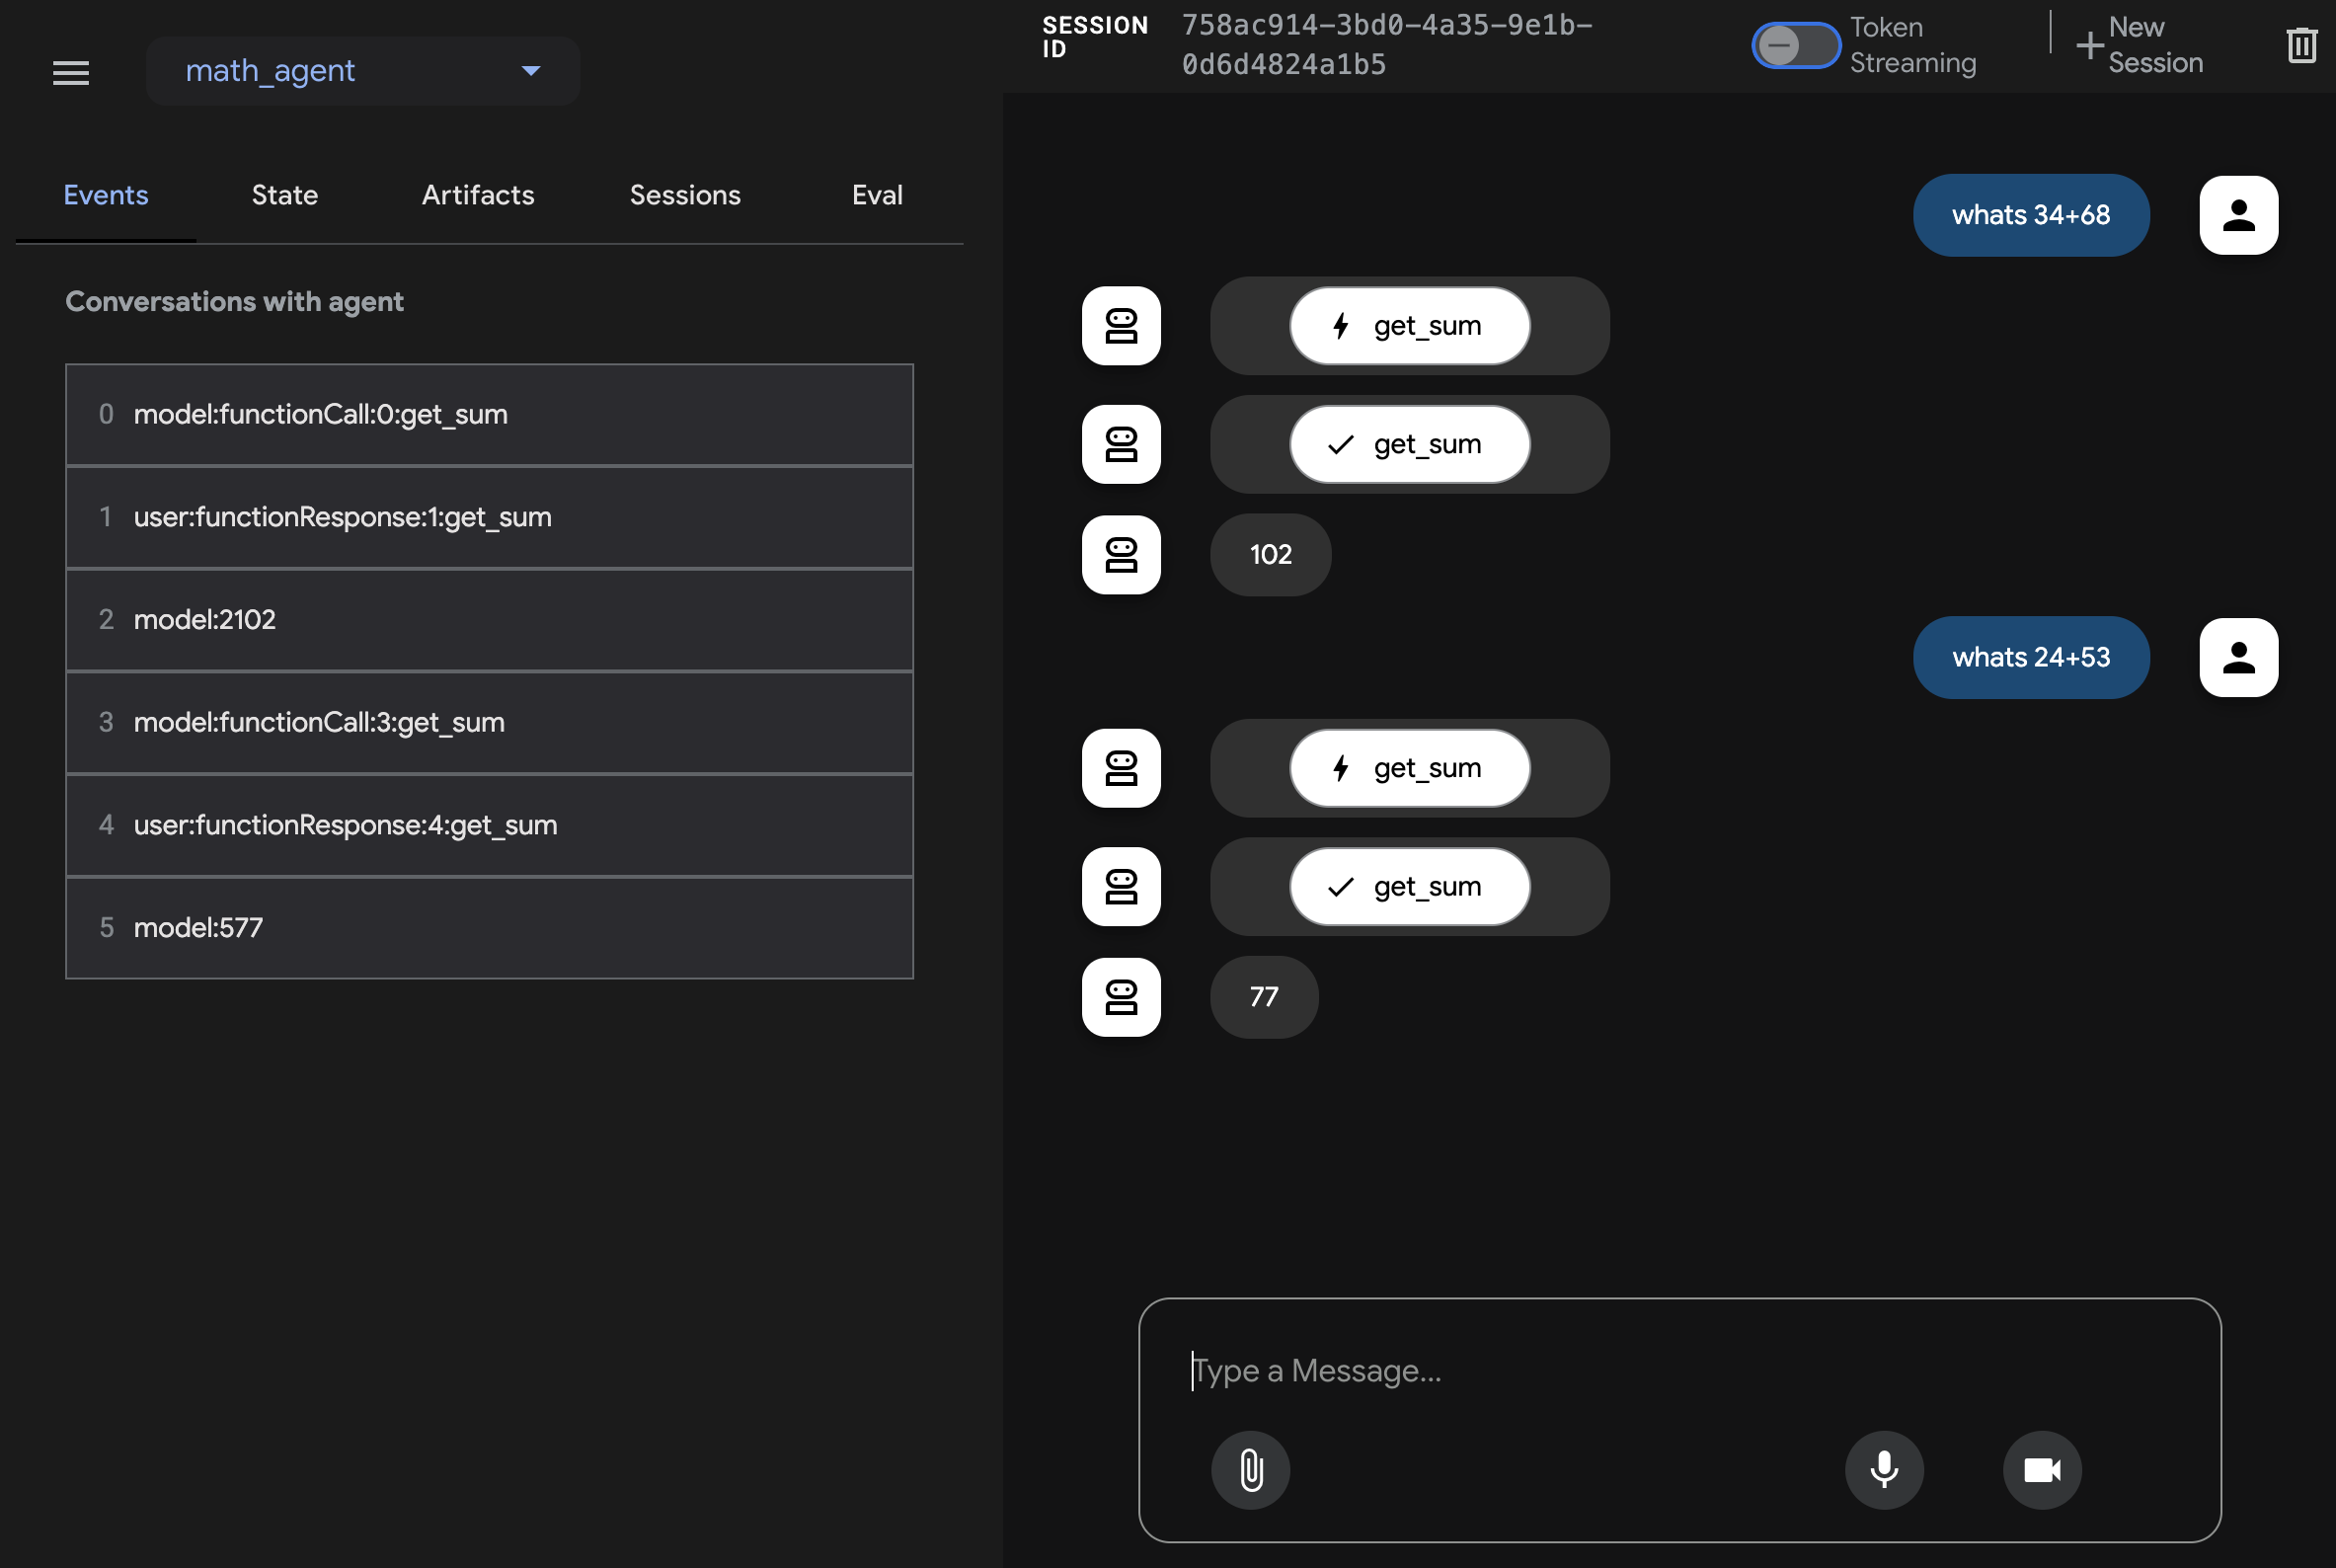 math_agent
Events
State
Artifacts
Sessions
Eval
Conversations with agent
0 model:functionCall:0:get_sum
1 user:functionResponse:1:get_sum
2 model:2102
3 model:functionCall:3:get_sum
4 user:functionResponse:4:get_sum
5 model:577
SESSION
ID
758ac914-3bd0-4a35-9e1b-
0d6d4824a1b5
Token
Streaming
New
Session
whats 34+68
get_sum
get_sum
102
whats 24+53
get_sum
get_sum
77
Type a Message...